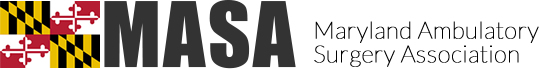 MASA
Maryland Ambulatory
Surgery Association